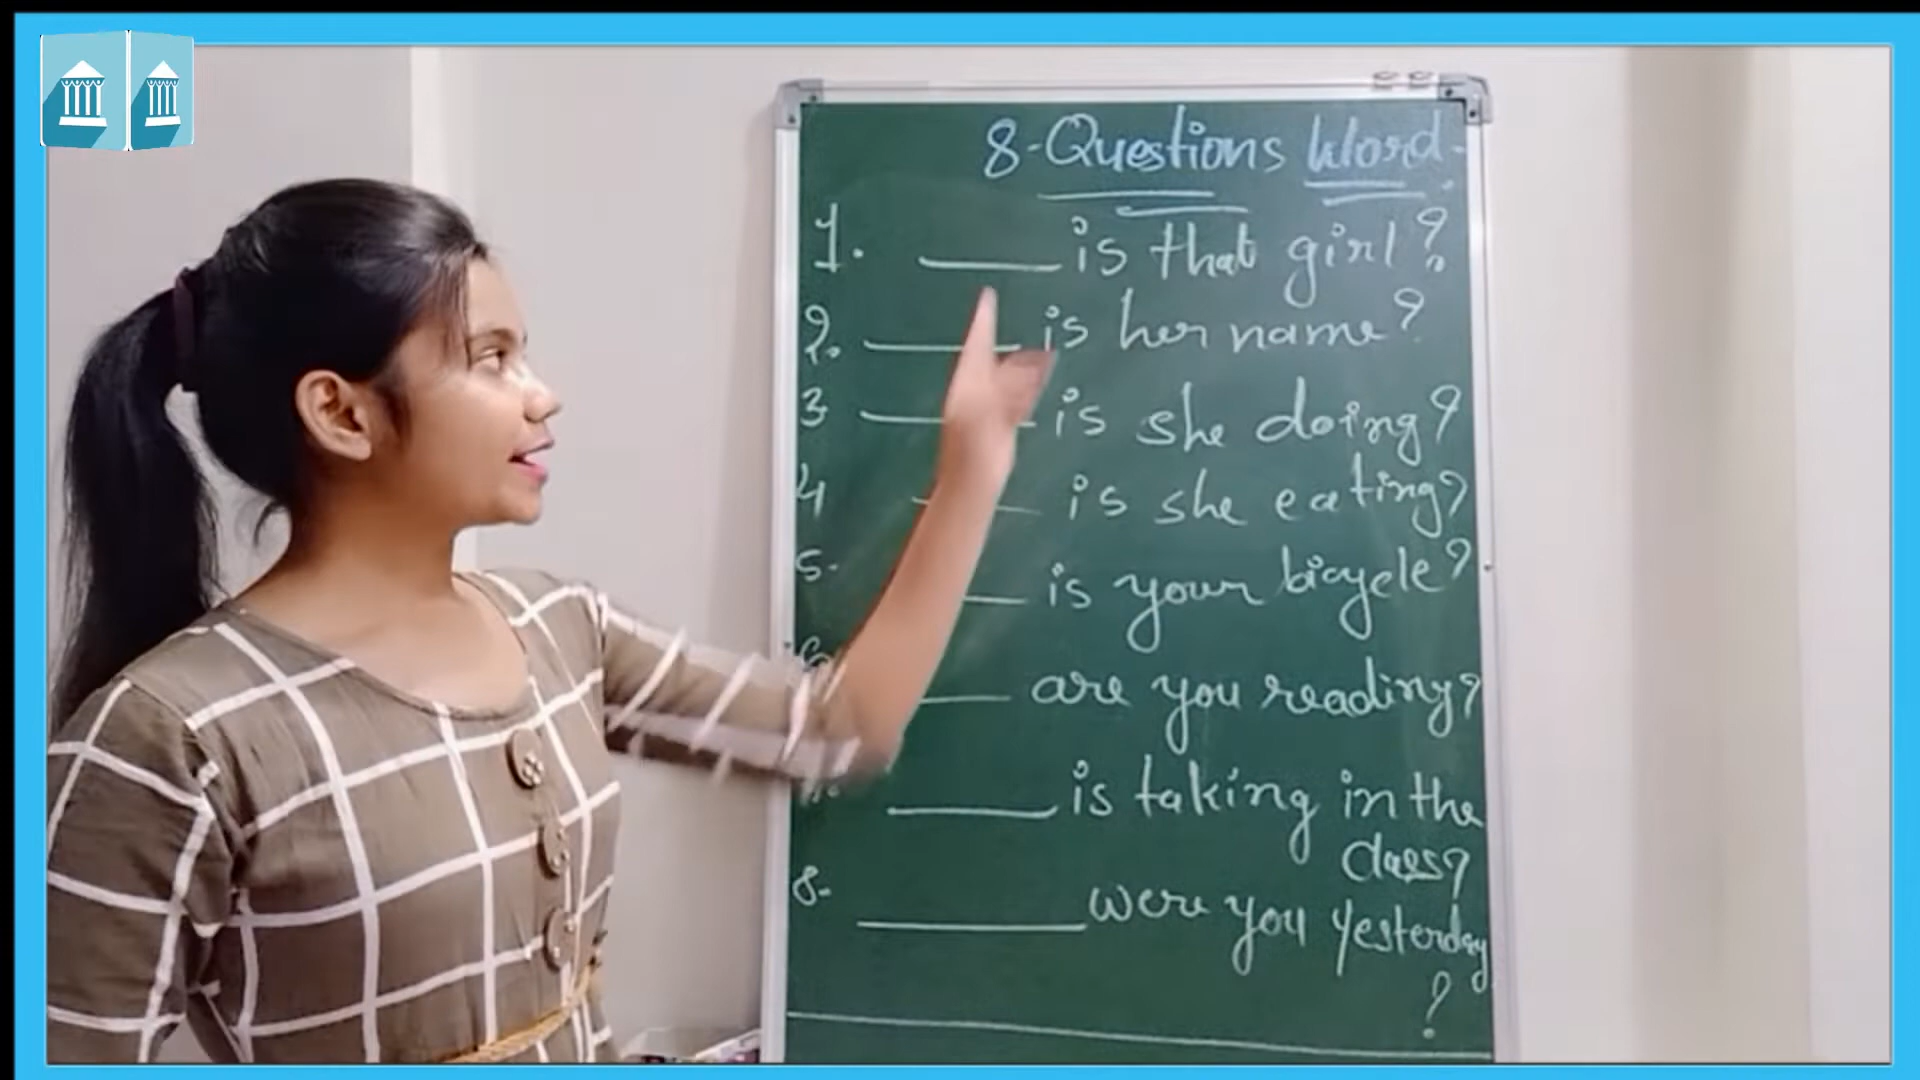 8-Questions Word-
1. ____ is that girl?
2. ____ is her name?
3 ____ is she doing?
4 ____ is she eating?
5. ____ is your bicycle?
6 ____ are you reading?
____ is taking in the
class?
8. ____ were you yesterday
?